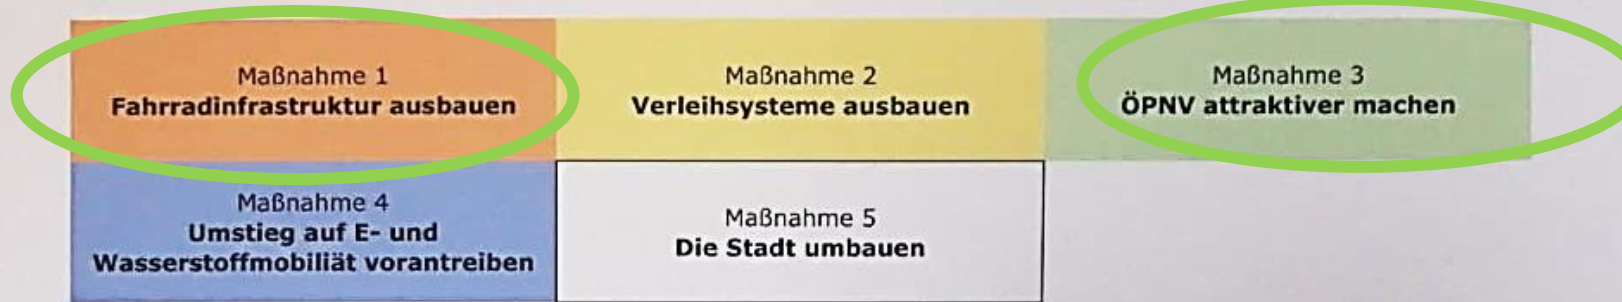 Maßnahme 1
Fahrradinfrastruktur ausbauen
Maßnahme 2
Verleihsysteme ausbauen
Maßnahme 3
ÖPNV attraktiver machen
Maßnahme 4
Umstieg auf E- und
Wasserstoffmobiliät vorantreiben
Maßnahme 5
Die Stadt umbauen